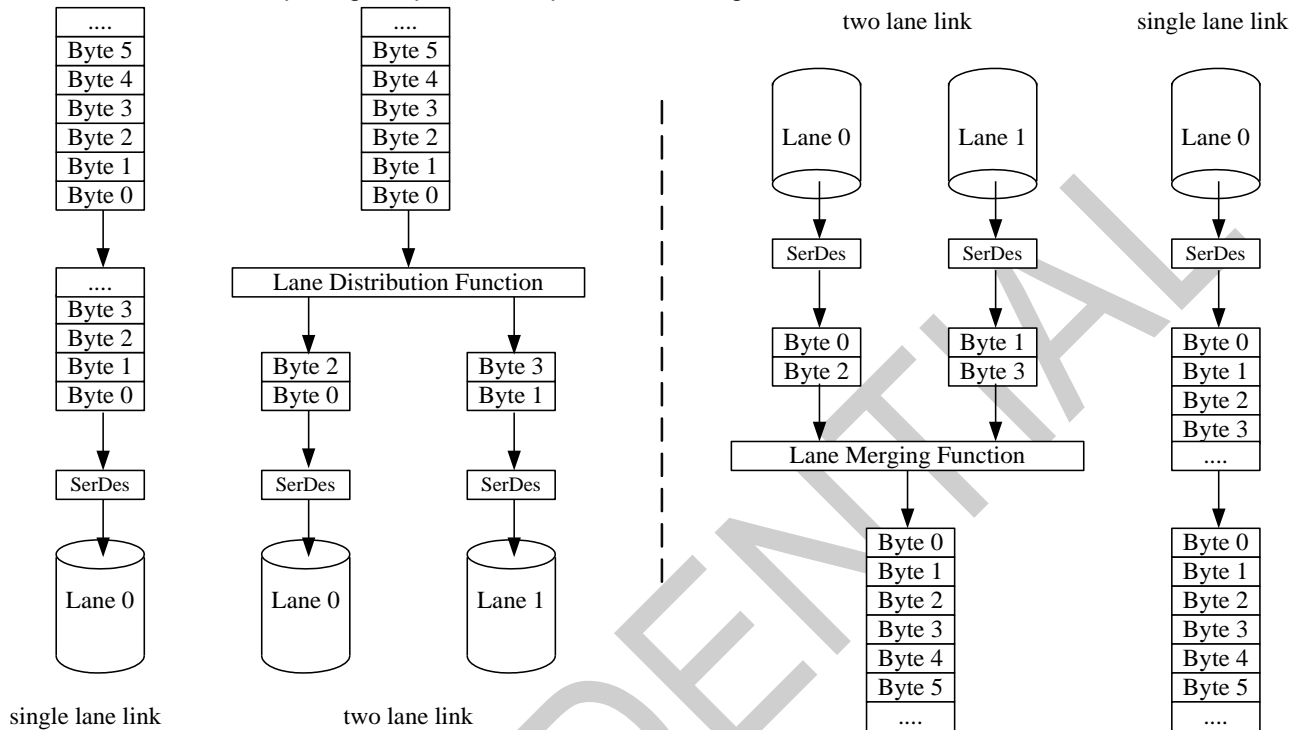 ....
Byte 5
Byte 4
Byte 3
Byte 2
Byte 1
Byte 0
....
Byte 3
Byte 2
Byte 1
Byte 0
SerDes
Lane 0
single lane link
....
Byte 5
Byte 4
Byte 3
Byte 2
Byte 1
Byte 0
Lane Distribution Function
Byte 2
Byte 0
SerDes
Lane 0
Byte 3
Byte 1
SerDes
Lane 1
two lane link
two lane link
Lane 0
SerDes
Byte 0
Byte 2
Lane 1
SerDes
Byte 1
Byte 3
Lane Merging Function
Byte 0
Byte 1
Byte 2
Byte 3
Byte 4
Byte 5
....
single lane link
Lane 0
SerDes
Byte 0
Byte 1
Byte 2
Byte 3
....
Byte 0
Byte 1
Byte 2
Byte 3
Byte 4
Byte 5
....
DENTIAL